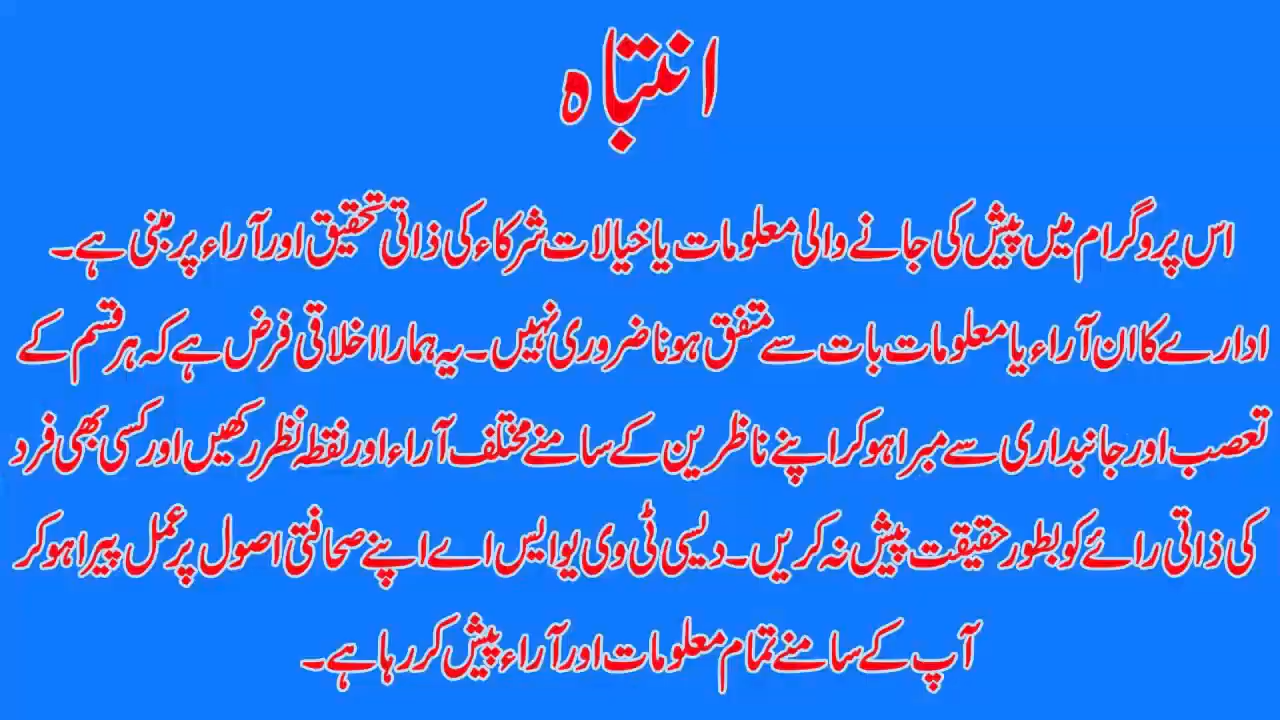 انتباہ
اس پروگرام میں پیش کی جانے والی معلومات یا خیالات شرکاء کی ذاتی تحقیق اور آراء پر مبنی ہے۔
ادارے کا ان آراء یا معلومات بات سے متفق ہونا ضروری نہیں۔ یہ ہمارا اخلاقی فرض ہے کہ ہر قسم کے
تعصب اور جانبداری سے مبرا ہو کر اپنے ناظرین کے سامنے مختلف آراء اور نقطہ نظر رکھیں اور کسی بھی فرد
کی ذاتی رائے کو بطور حقیقت پیش نہ کریں۔ دیسی ٹی وی یو ایس اے اپنے صحافتی اصول پر عمل پیرا ہو کر
آپ کے سامنے تمام معلومات اور آراء پیش کر رہا ہے۔